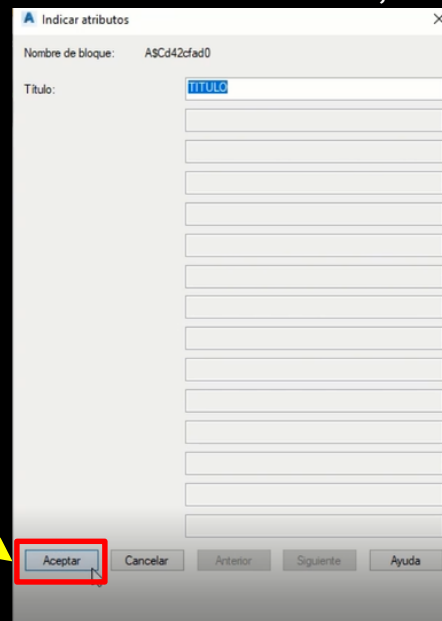 Indicar atributos
Nombre de bloque: A$Cd42cfad0
Título: TITULO
Aceptar Cancelar Anterior Siguiente Ayuda